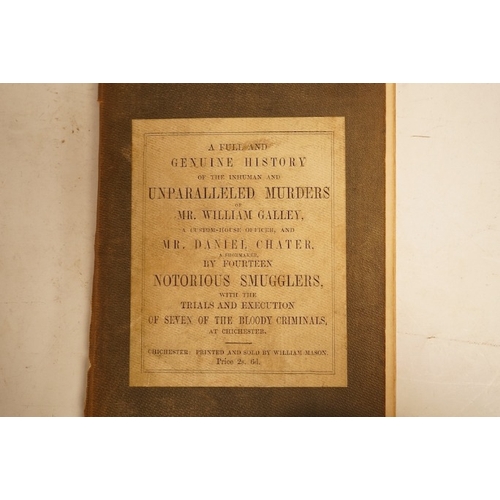 A FULL AND
GENUINE HISTORY
OF THE INHUMAN AND
UNPARALLELED MURDERS
OF
MR. WILLIAM GALLEY,
A CUSTOM-HOUSE OFFICER, AND
MR. DANIEL CHATER,
A SHOEMAKER,
BY FOURTEEN
NOTORIOUS SMUGGLERS,
WITH THE
TRIALS AND EXECUTION
OF SEVEN OF THE BLOODY CRIMINALS,
AT CHICHESTER.
CHICHESTER: PRINTED AND SOLD BY WILLIAM MASON.
Price 2s. 6d.